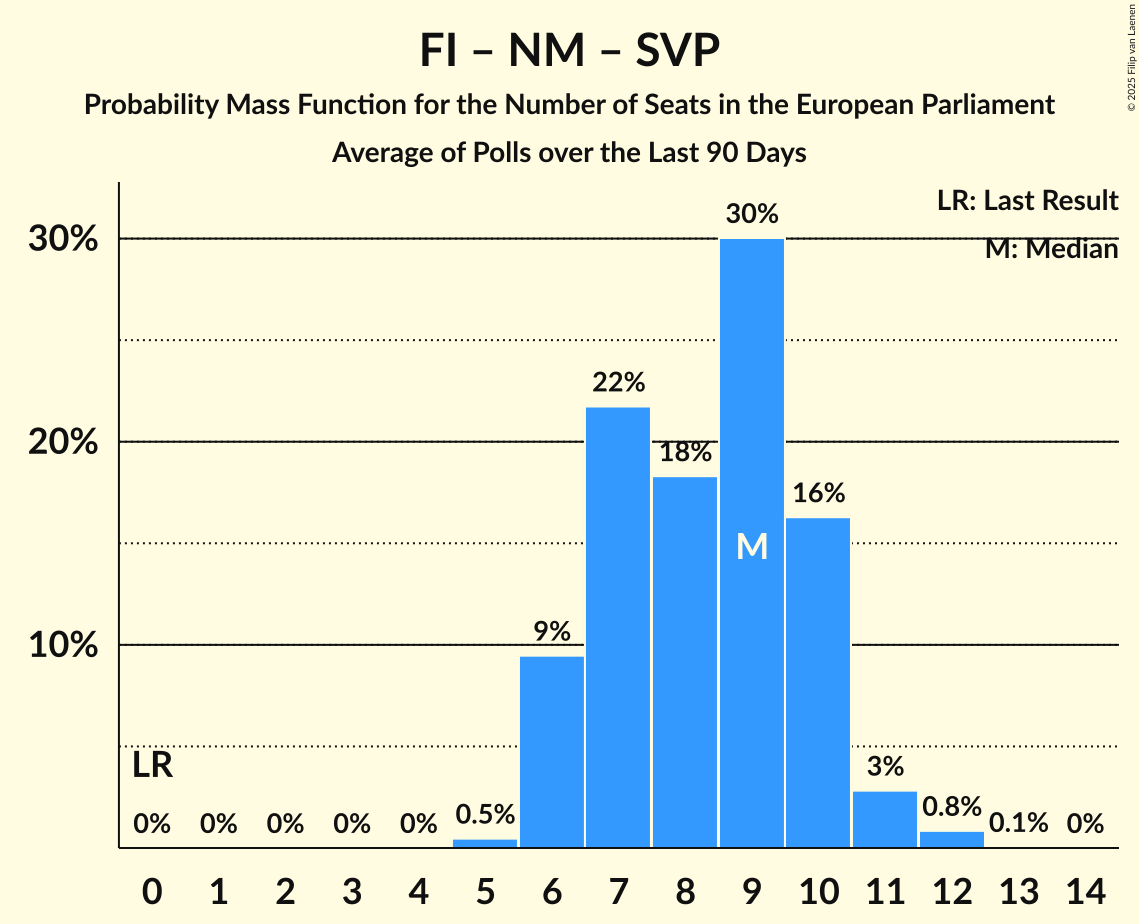 FI – NM – SVP
Probability Mass Function for the Number of Seats in the European Parliament
Average of Polls over the Last 90 Days
© 2025 Filip van Laenen
LR: Last Result
M: Median
30%
20%
10%
LR
0%
0%
0%
0%
0%
0.5%
9%
22%
18%
30%
M
16%
3%
0.8%
0.1%
0%
0 1 2 3 4 5 6 7 8 9 10 11 12 13 14